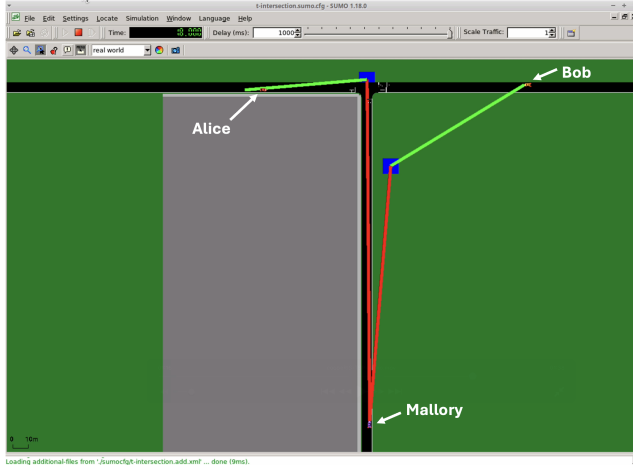 t-intersection.sumo.cfg - SUMO 1.18.0
File Edit Settings Locate Simulation Window Language Help
Time: Delay (ms): 1000 Scale Traffic: 1
real world
Bob
Alice
Mallory
0 10m
Loading additional-files from './sumocfg/t-intersection.add.xml' ... done (9ms).